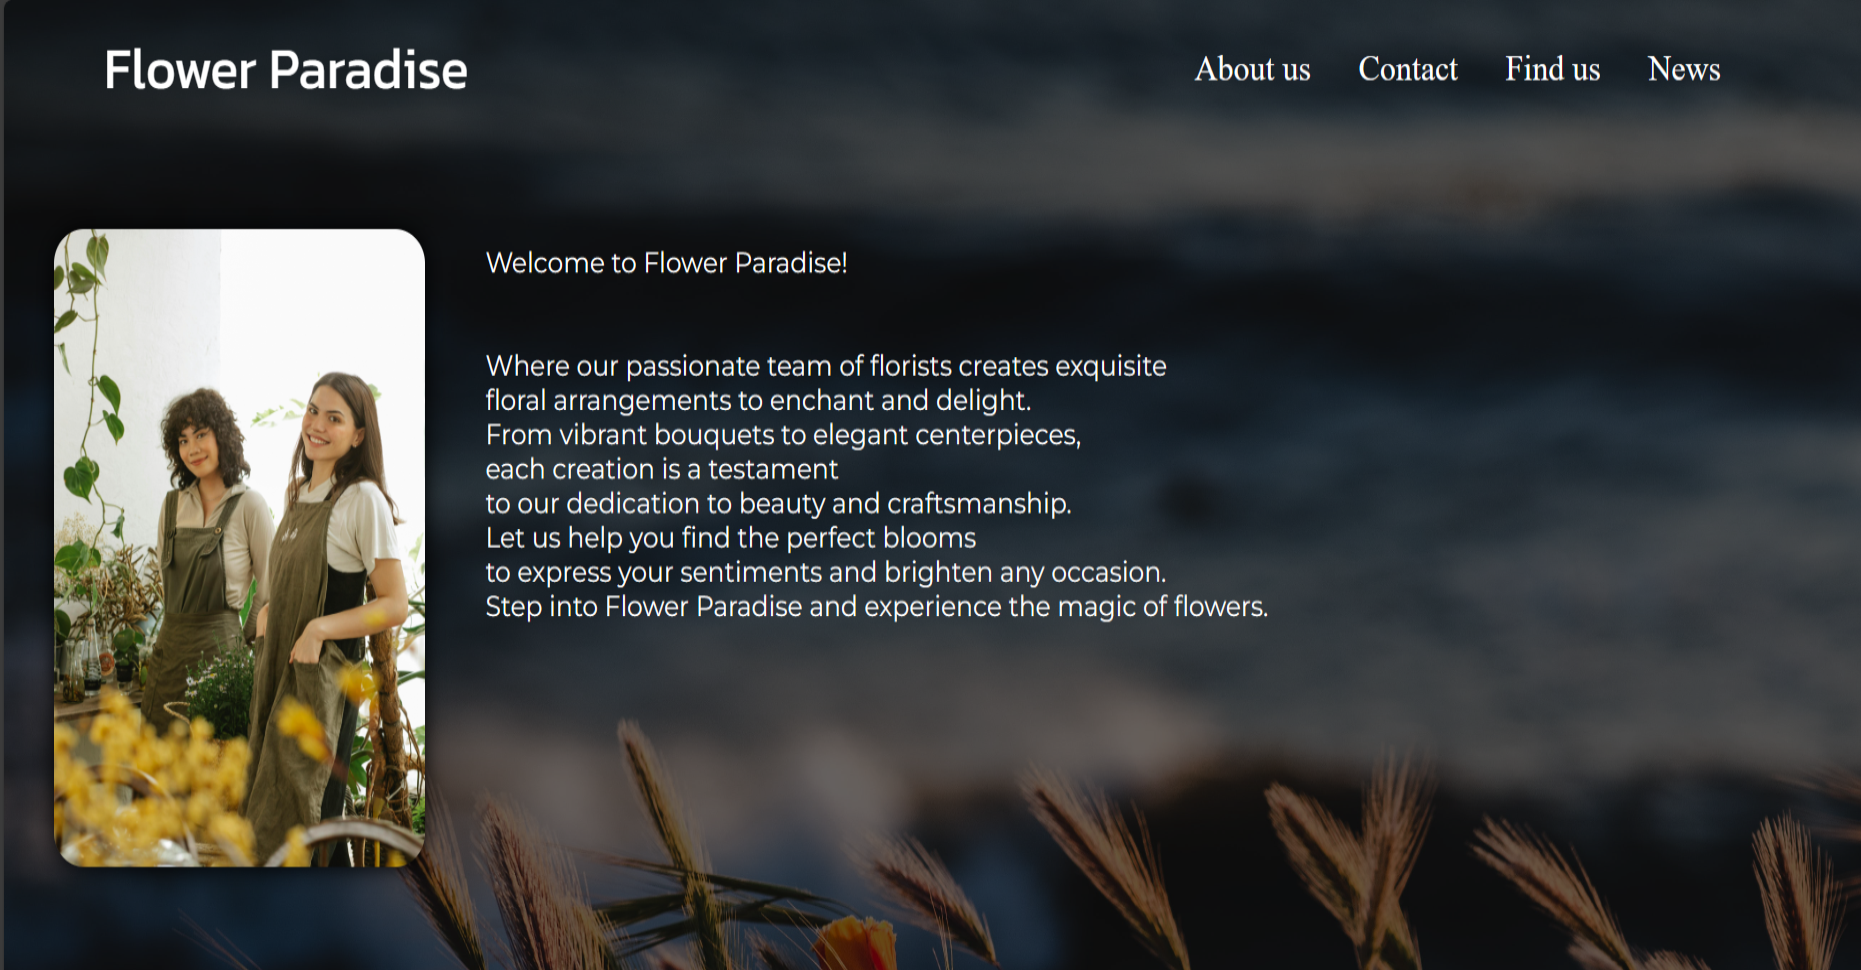 Flower Paradise
About us
Contact
Find us
News
Welcome to Flower Paradise!
Where our passionate team of florists creates exquisite
floral arrangements to enchant and delight.
From vibrant bouquets to elegant centerpieces,
each creation is a testament
to our dedication to beauty and craftsmanship.
Let us help you find the perfect blooms
to express your sentiments and brighten any occasion.
Step into Flower Paradise and experience the magic of flowers.